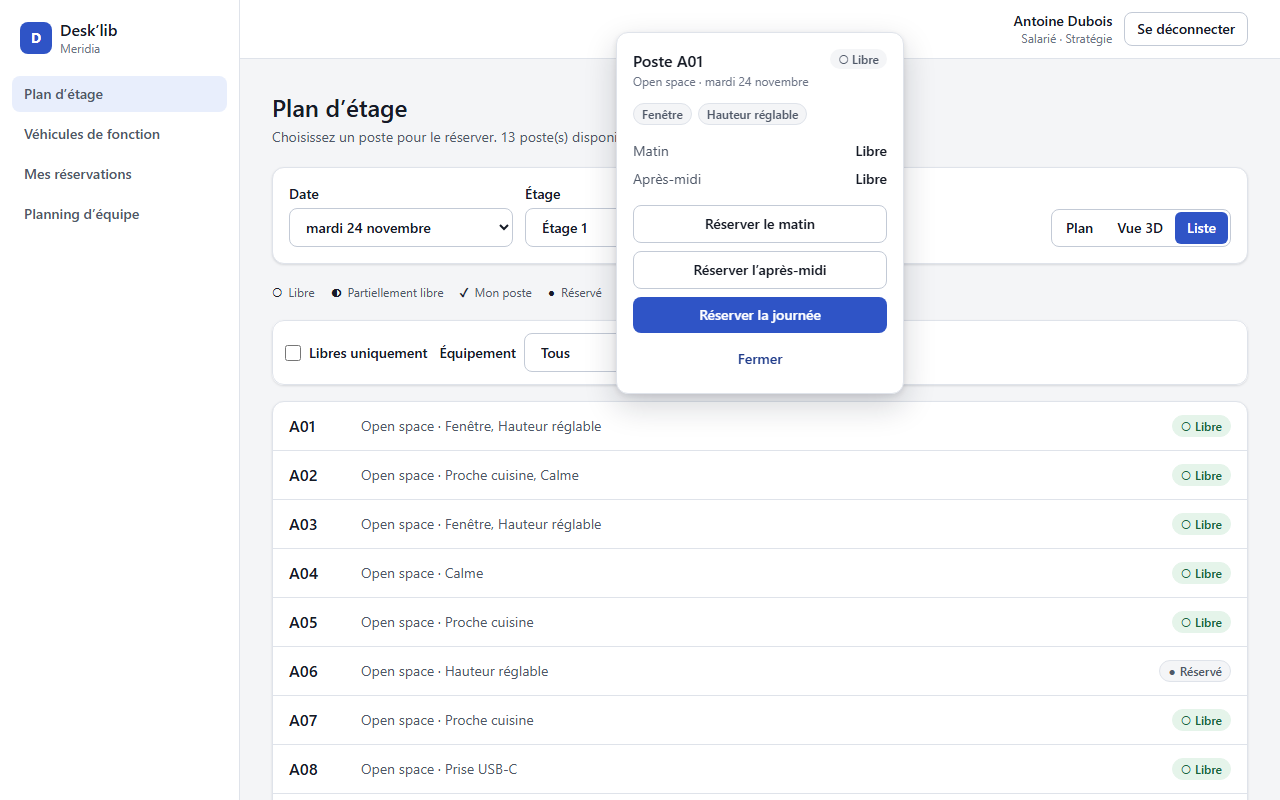 D
Desk’lib
Meridia
Plan d’étage
Véhicules de fonction
Mes réservations
Planning d’équipe
Antoine Dubois
Salarié · Stratégie
Se déconnecter
Plan d’étage
Choisissez un poste pour le réserver. 13 poste(s)
Date
mardi 24 novembre
Étage
Étage 1
Plan
Vue 3D
Liste
○ Libre
◐ Partiellement libre
✓ Mon poste
● Réservé
Libres uniquement
Équipement
Tous
Poste A01
○ Libre
Open space · mardi 24 novembre
Fenêtre
Hauteur réglable
Matin
Libre
Après-midi
Libre
Réserver le matin
Réserver l’après-midi
Réserver la journée
Fermer
A01 Open space · Fenêtre, Hauteur réglable ○ Libre
A02 Open space · Proche cuisine, Calme ○ Libre
A03 Open space · Fenêtre, Hauteur réglable ○ Libre
A04 Open space · Calme ○ Libre
A05 Open space · Proche cuisine ○ Libre
A06 Open space · Hauteur réglable ● Réservé
A07 Open space · Proche cuisine ○ Libre
A08 Open space · Prise USB-C ○ Libre